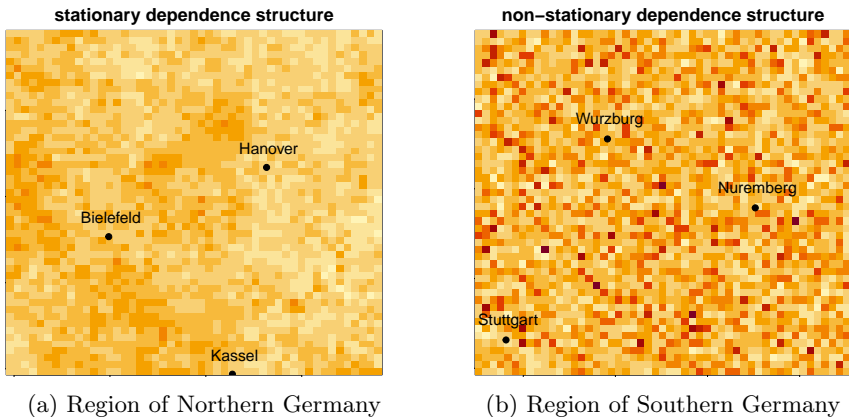 stationary dependence structure
Hanover
Bielefeld
Kassel
(a) Region of Northern Germany
non−stationary dependence structure
Wurzburg
Nuremberg
Stuttgart
(b) Region of Southern Germany